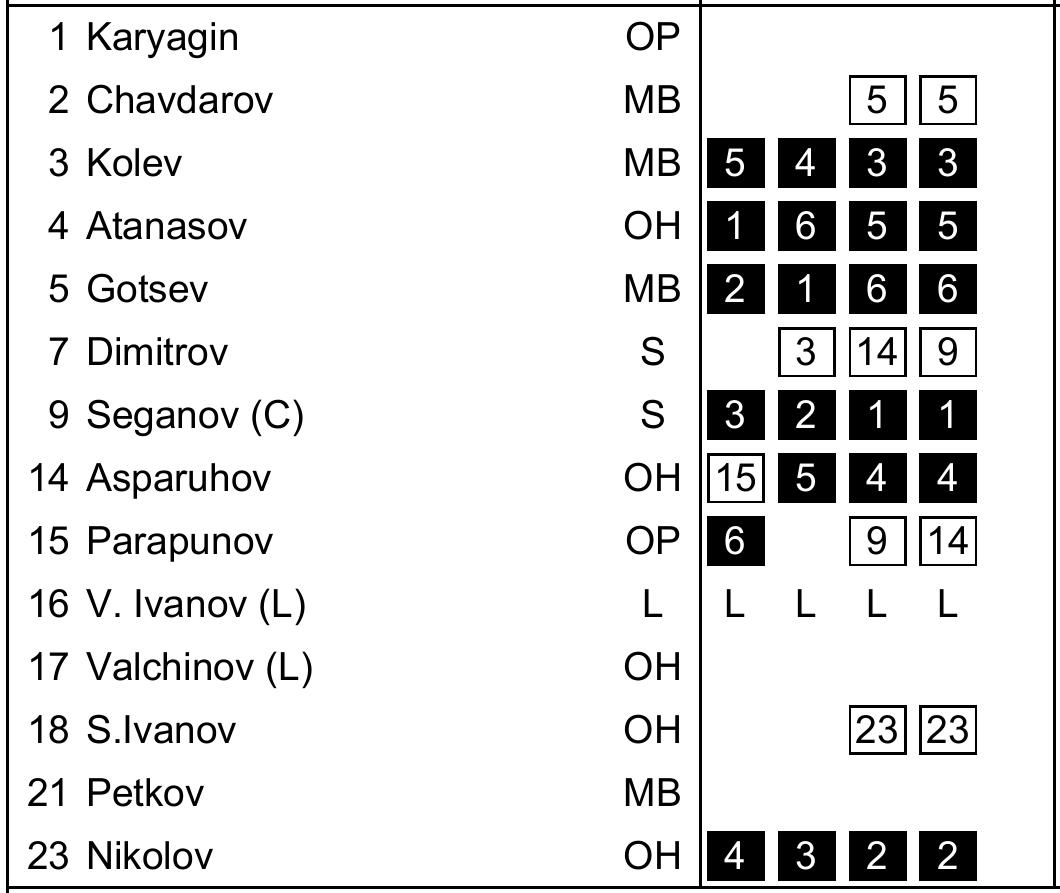 1 Karyagin OP
2 Chavdarov MB 5 5
3 Kolev MB 5 4 3 3
4 Atanasov OH 1 6 5 5
5 Gotsev MB 2 1 6 6
7 Dimitrov S 3 14 9
9 Seganov (C) S 3 2 1 1
14 Asparuhov OH 15 5 4 4
15 Parapunov OP 6 9 14
16 V. Ivanov (L) L L L L L
17 Valchinov (L) OH
18 S.Ivanov OH 23 23
21 Petkov MB
23 Nikolov OH 4 3 2 2